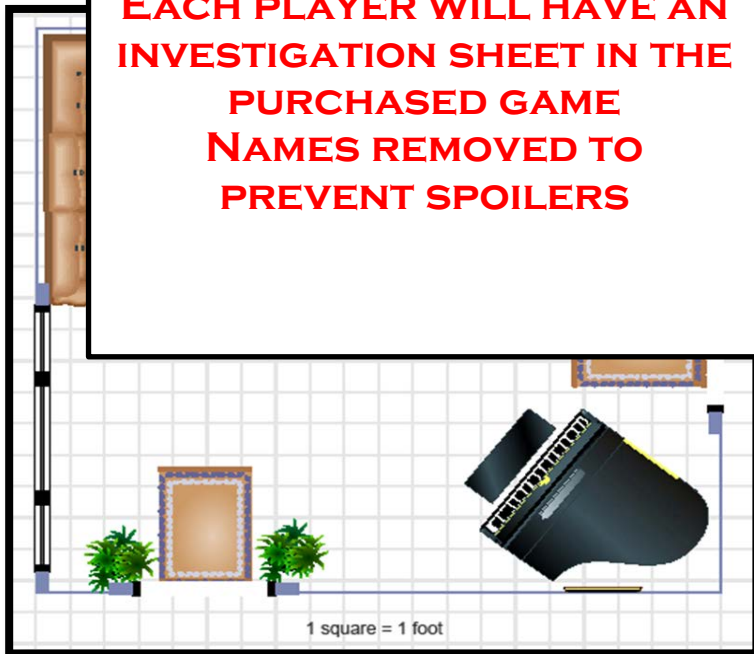 EACH PLAYER WILL HAVE AN
INVESTIGATION SHEET IN THE
PURCHASED GAME
NAMES REMOVED TO
PREVENT SPOILERS
1 square = 1 foot